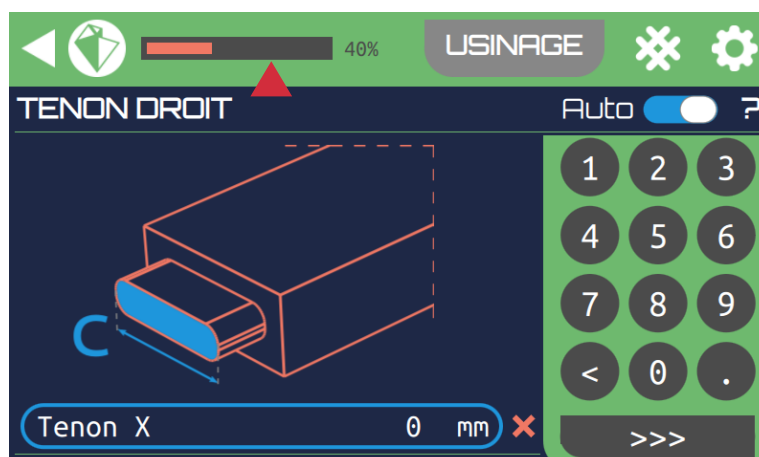 40%
USINAGE
TENON DROIT
Auto
?
1 2 3
4 5 6
7 8 9
< 0 .
C
Tenon X 0 mm
>>>